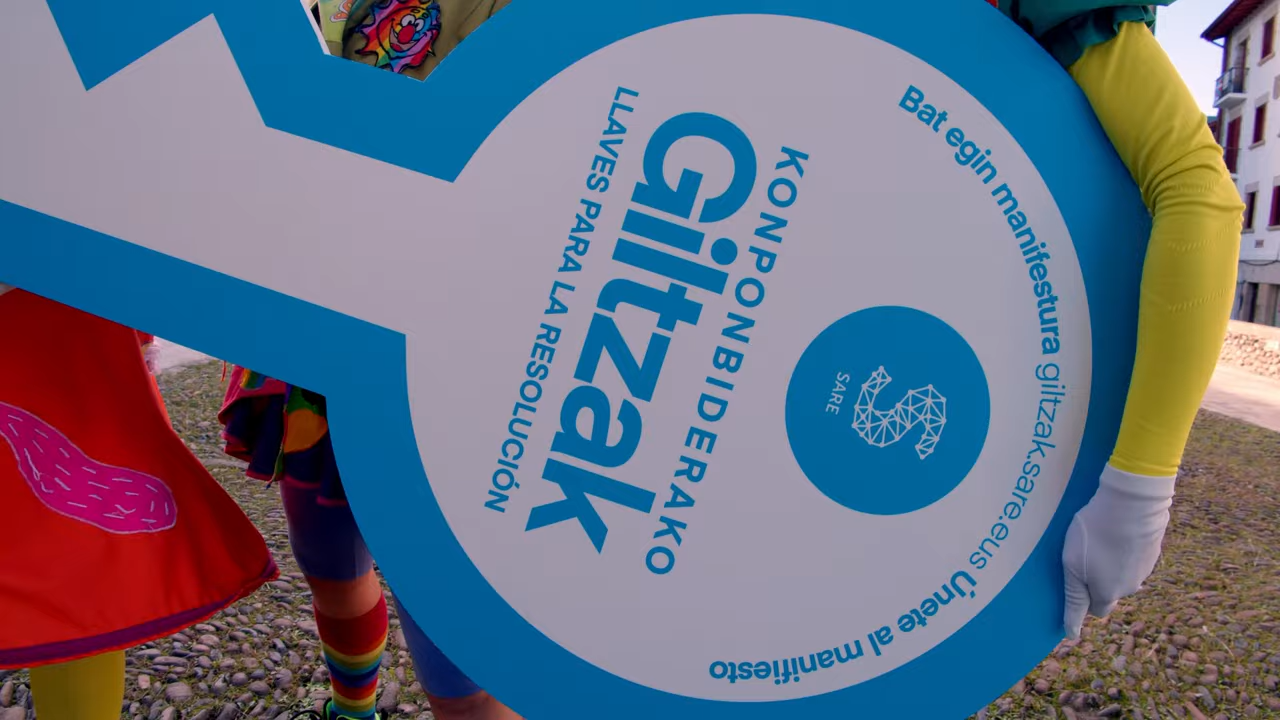 Bat egin manifestura giltzak.sare.eus Únete al manifiesto
SARE
KONPONBIDERAKO
Giltzak
LLAVES PARA LA RESOLUCIÓN